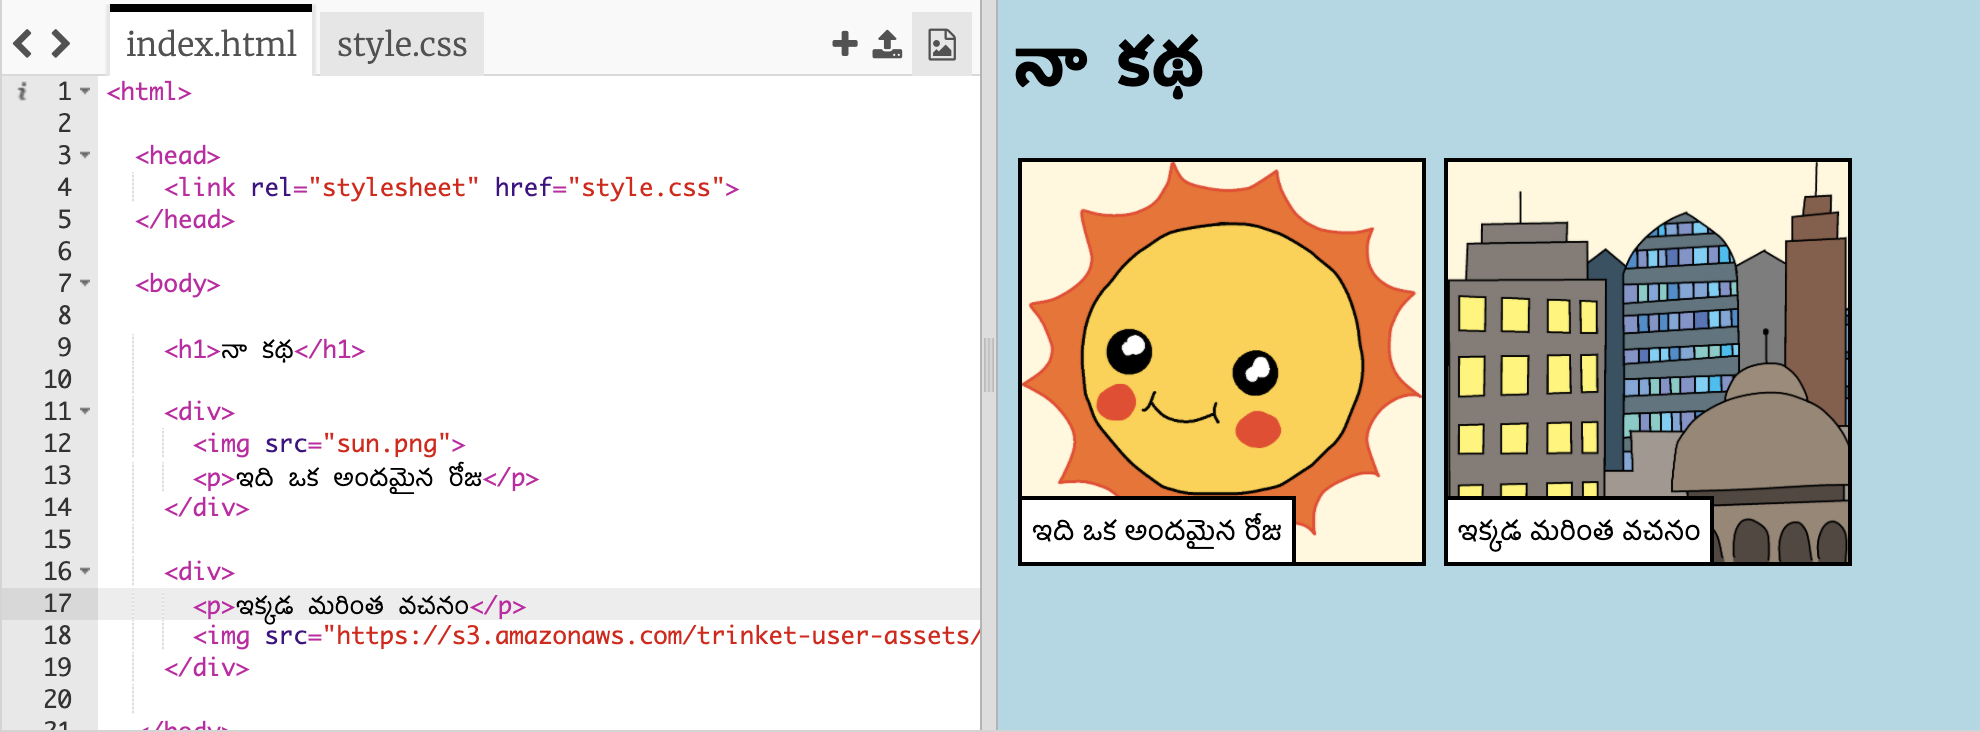 index.html style.css
1 <html>
2
3 <head>
4 <link rel="stylesheet" href="style.css">
5 </head>
6
7 <body>
8
9 <h1>నా కథ</h1>
10
11 <div>
12 <img src="sun.png">
13 <p>ఇది ఒక అందమైన రోజు</p>
14 </div>
15
16 <div>
17 <p>ఇక్కడ మరింత వచనం</p>
18 <img src="https://s3.amazonaws.com/trinket-user-assets/
19 </div>
20
21 </body>
నా కథ
ఇది ఒక అందమైన రోజు
ఇక్కడ మరింత వచనం